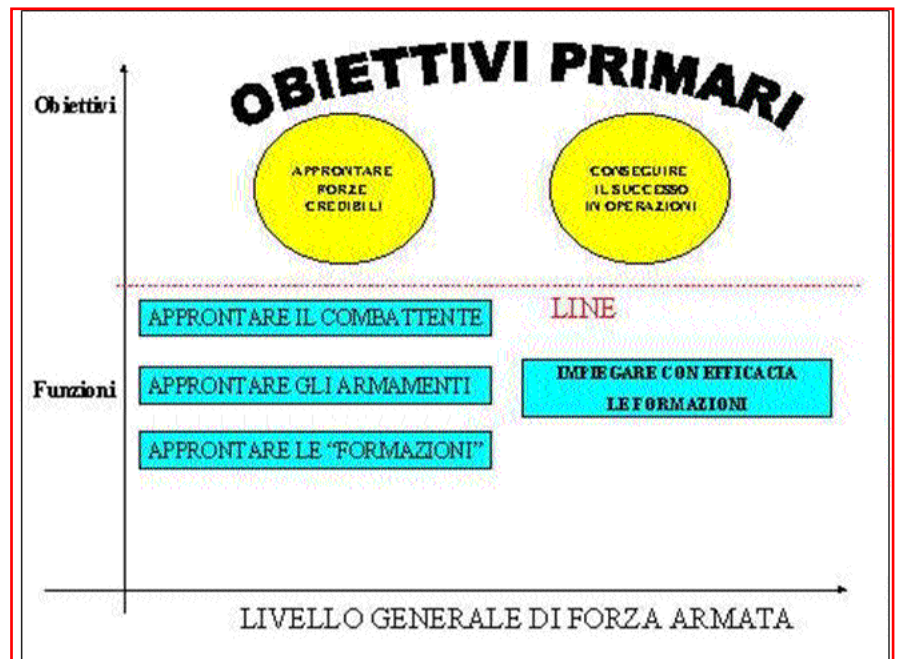 OBIETTIVI PRIMARI
Obiettivi
APPRONTARE
FORZE
CREDIBILI
CONSEGUIRE
IL SUCCESSO
IN OPERAZIONI
APPRONTARE IL COMBATTENTE
LINE
Funzioni
APPRONTARE GLI ARMAMENTI
IMPIEGARE CON EFFICACIA
LE FORMAZIONI
APPRONTARE LE “FORMAZIONI”
LIVELLO GENERALE DI FORZA ARMATA